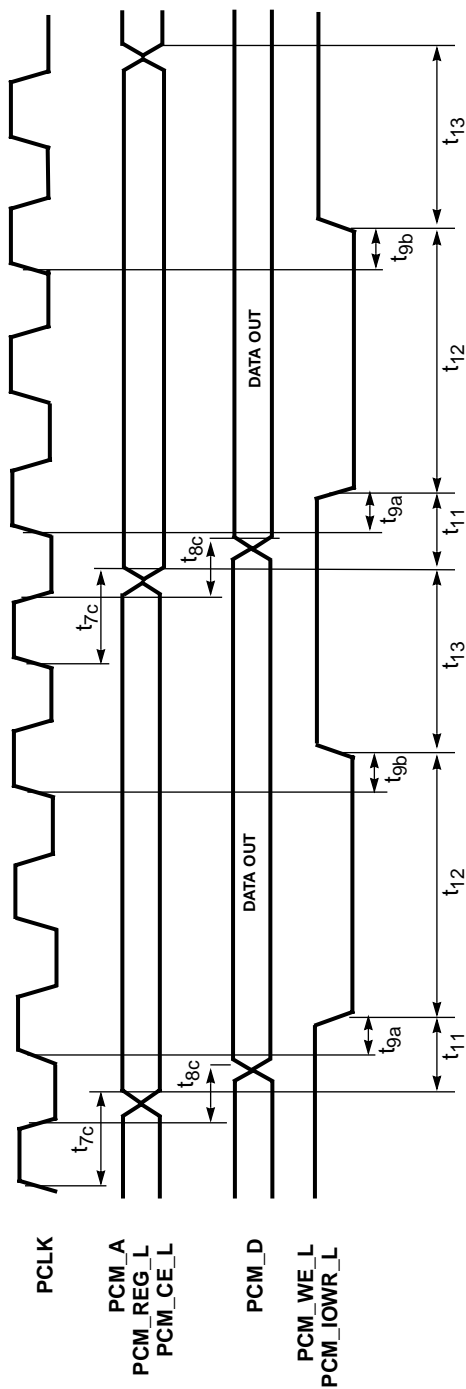 PCLK
PCM_A
PCM_REG_L
PCM_CE_L
PCM_D
PCM_WE_L
PCM_IOWR_L
t7c
t7c
t8c
DATA OUT
t8c
DATA OUT
t9a
t9b
t9a
t9b
t11
t12
t13
t11
t12
t13